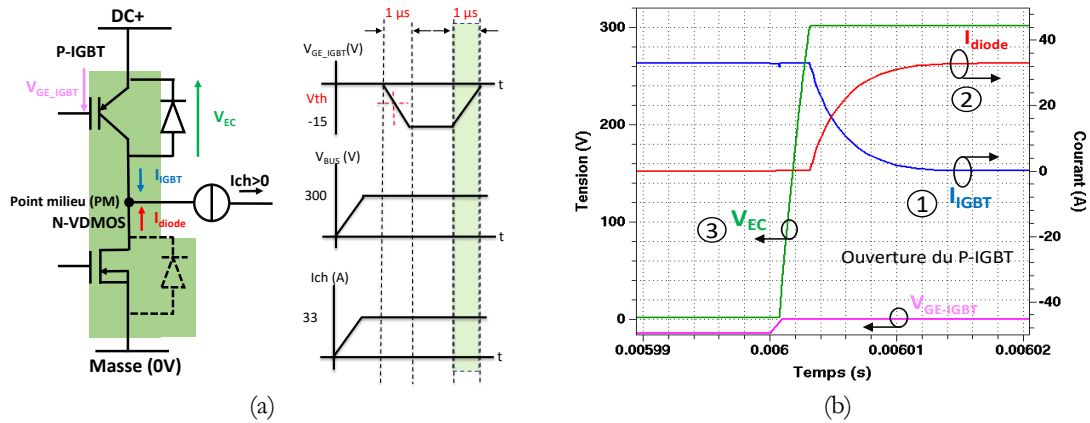 DC+
P-IGBT
V_GE_IGBT
V_EC
I_IGBT
Ich>0
Point milieu (PM)
N-VDMOS
I_diode
Masse (0V)
(a)
1 µs
1 µs
V_GE_IGBT(V)
t
Vth
-15
V_BUS (V)
300
t
Ich (A)
33
t
Tension (V)
300
200
100
0
I_diode
2
1
I_IGBT
3
V_EC
Ouverture du P-IGBT
V_GE-IGBT
40
20
0
-20
-40
Courant (A)
0.00599
0.006
0.00601
0.00602
Temps (s)
(b)